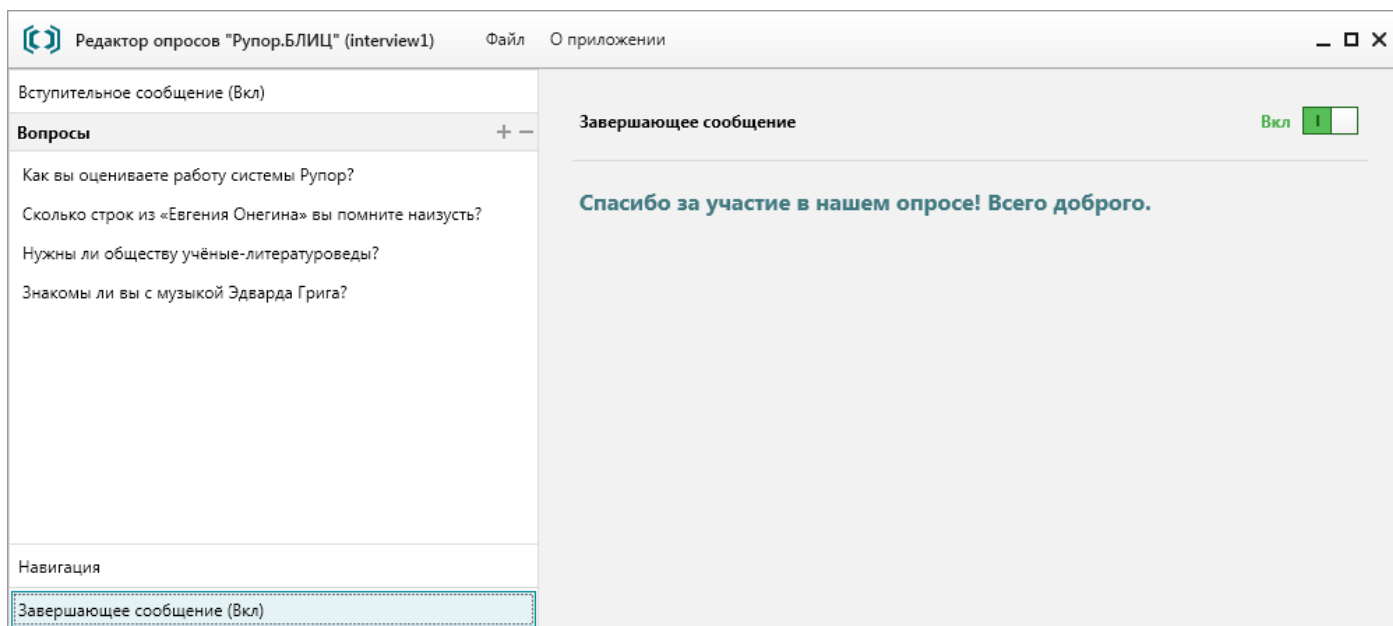 Редактор опросов "Рупор.БЛИЦ" (interview1) Файл О приложении
Вступительное сообщение (Вкл)
Вопросы
Как вы оцениваете работу системы Рупор?
Сколько строк из «Евгения Онегина» вы помните наизусть?
Нужны ли обществу учёные-литературоведы?
Знакомы ли вы с музыкой Эдварда Грига?
Навигация
Завершающее сообщение (Вкл)
Завершающее сообщение Вкл
Спасибо за участие в нашем опросе! Всего доброго.